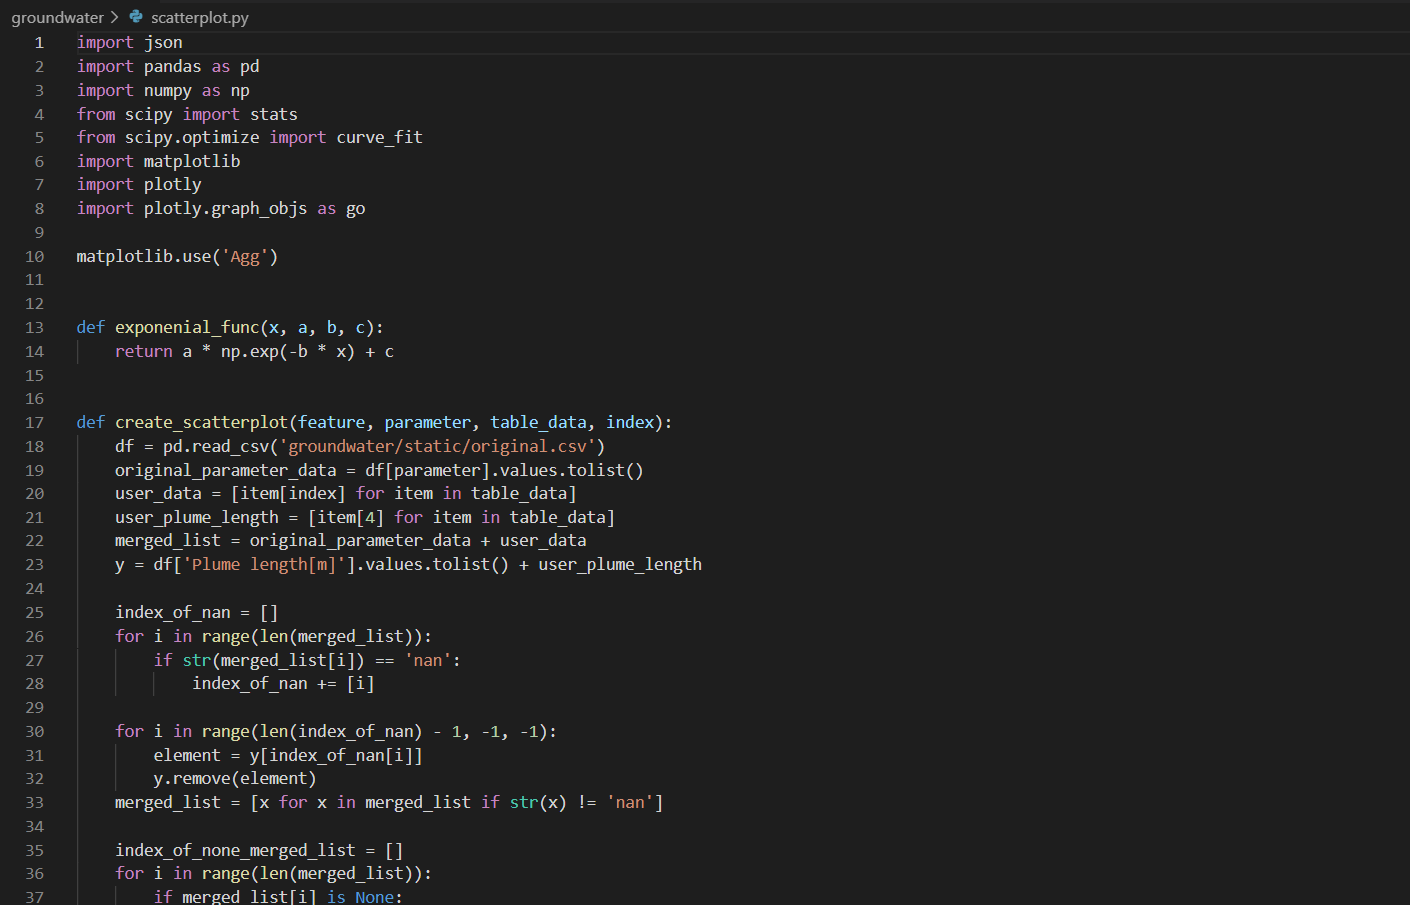 groundwater > scatterplot.py
1 import json
2 import pandas as pd
3 import numpy as np
4 from scipy import stats
5 from scipy.optimize import curve_fit
6 import matplotlib
7 import plotly
8 import plotly.graph_objs as go
9
10 matplotlib.use('Agg')
11
12
13 def exponenial_func(x, a, b, c):
14     return a * np.exp(-b * x) + c
15
16
17 def create_scatterplot(feature, parameter, table_data, index):
18     df = pd.read_csv('groundwater/static/original.csv')
19     original_parameter_data = df[parameter].values.tolist()
20     user_data = [item[index] for item in table_data]
21     user_plume_length = [item[4] for item in table_data]
22     merged_list = original_parameter_data + user_data
23     y = df['Plume length[m]'].values.tolist() + user_plume_length
24
25     index_of_nan = []
26     for i in range(len(merged_list)):
27         if str(merged_list[i]) == 'nan':
28             index_of_nan += [i]
29
30     for i in range(len(index_of_nan) - 1, -1, -1):
31         element = y[index_of_nan[i]]
32         y.remove(element)
33     merged_list = [x for x in merged_list if str(x) != 'nan']
34
35     index_of_none_merged_list = []
36     for i in range(len(merged_list)):
37         if merged_list[i] is None: